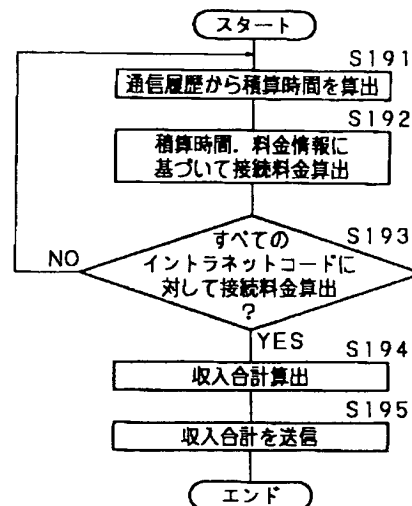 スタート
S191
通信履歴から積算時間を算出
S192
積算時間．料金情報に
基づいて接続料金算出
S193
すべての
イントラネットコードに
対して接続料金算出
?
NO
YES
S194
収入合計算出
S195
収入合計を送信
エンド